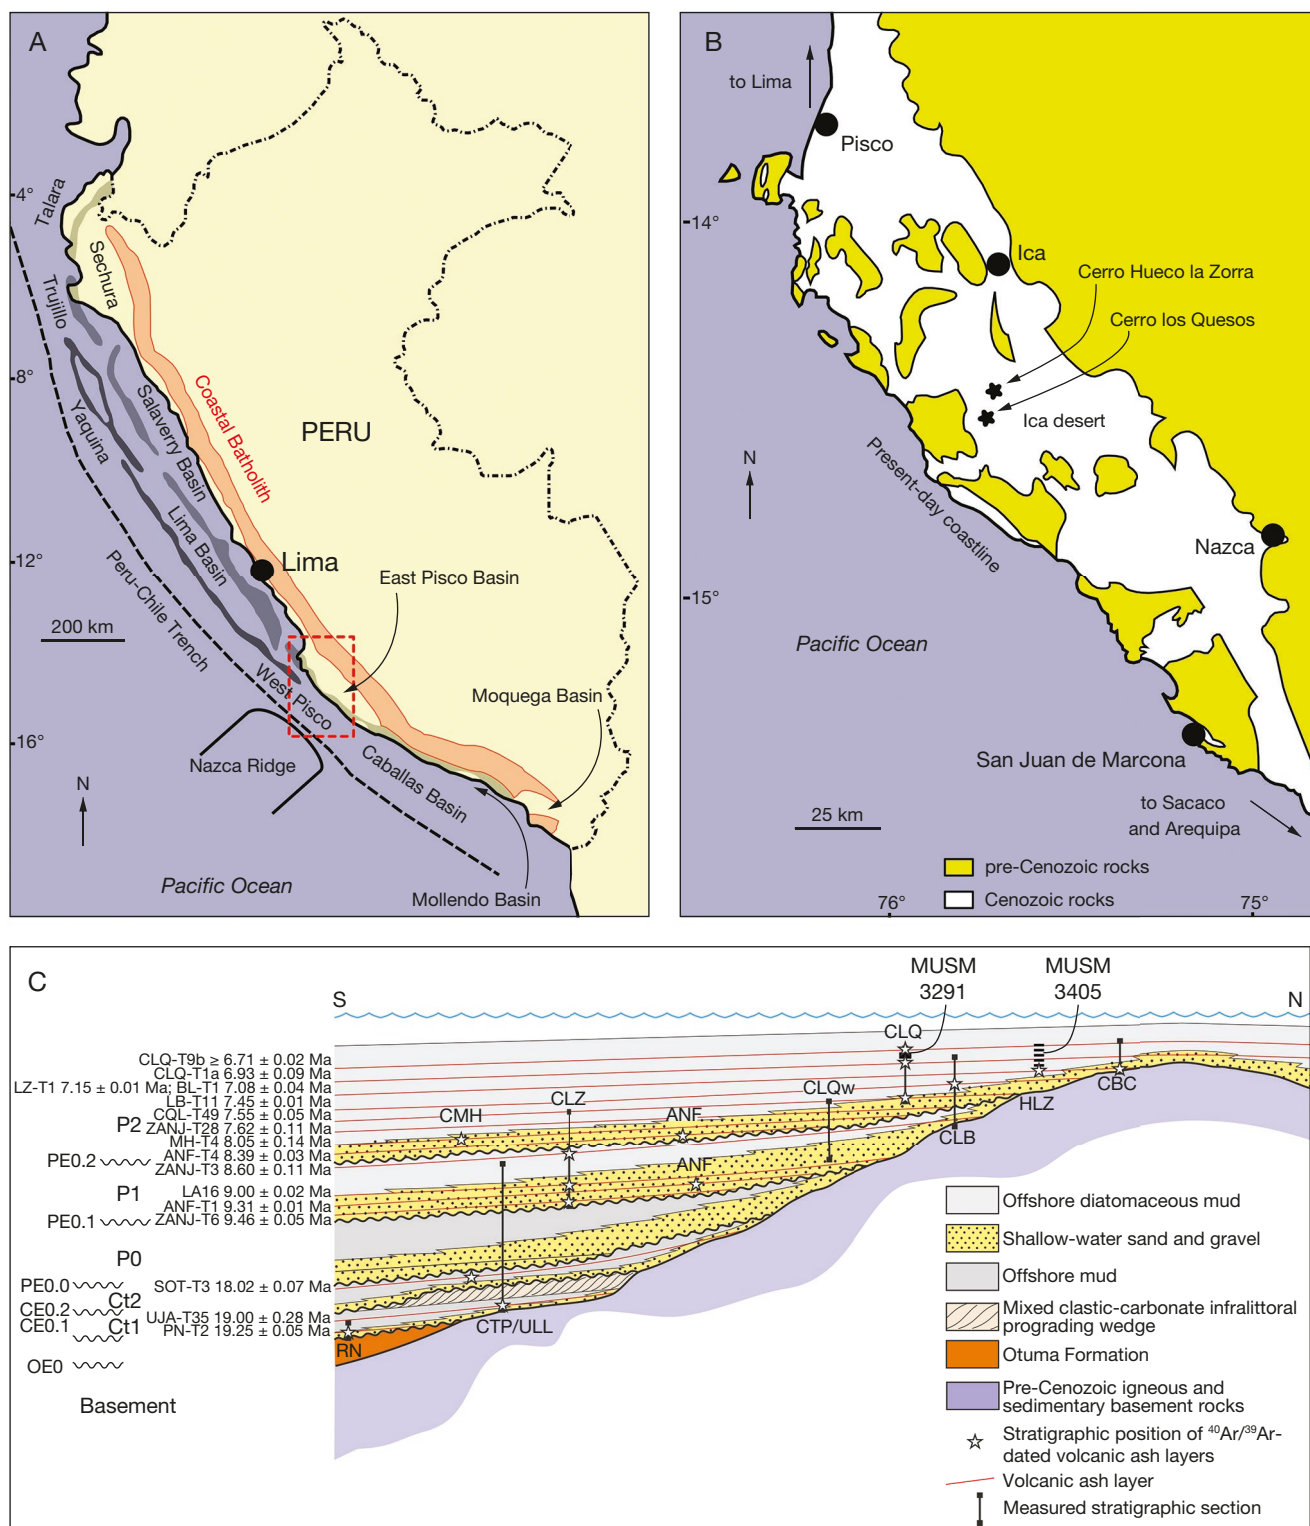 A
-4°
Talara
Sechura
Trujillo
-8°
Yaquina
Salaverry Basin
Coastal Batholith
PERU
Lima Basin
-12°
Lima
Peru-Chile Trench
East Pisco Basin
200 km
West Pisco
Moquega Basin
-16°
Nazca Ridge
Caballas Basin
N
Pacific Ocean
Mollendo Basin
B
to Lima
Pisco
-14°
Ica
Cerro Hueco la Zorra
Cerro los Quesos
Ica desert
N
Present-day coastline
Nazca
-15°
Pacific Ocean
San Juan de Marcona
to Sacaco
and Arequipa
25 km
pre-Cenozoic rocks
Cenozoic rocks
76°
75°
C
S
MUSM
3291
MUSM
3405
N
CLQ
CLQ-T9b ≥ 6.71 ± 0.02 Ma
CLQ-T1a 6.93 ± 0.09 Ma
LZ-T1 7.15 ± 0.01 Ma; BL-T1 7.08 ± 0.04 Ma
LB-T11 7.45 ± 0.01 Ma
CQL-T49 7.55 ± 0.05 Ma
ZANJ-T28 7.62 ± 0.11 Ma
MH-T4 8.05 ± 0.14 Ma
ANF-T4 8.39 ± 0.03 Ma
ZANJ-T3 8.60 ± 0.11 Ma
LA16 9.00 ± 0.02 Ma
ANF-T1 9.31 ± 0.01 Ma
ZANJ-T6 9.46 ± 0.05 Ma
SOT-T3 18.02 ± 0.07 Ma
UJA-T35 19.00 ± 0.28 Ma
PN-T2 19.25 ± 0.05 Ma
P2
PE0.2
P1
PE0.1
P0
PE0.0
Ct2
CE0.2
CE0.1
Ct1
OE0
Basement
CMH
CLZ
ANF
ANF
CLQw
CLB
HLZ
CBC
CTP/ULL
RN
Offshore diatomaceous mud
Shallow-water sand and gravel
Offshore mud
Mixed clastic-carbonate infralittoral
prograding wedge
Otuma Formation
Pre-Cenozoic igneous and
sedimentary basement rocks
Stratigraphic position of ⁴⁰Ar/³⁹Ar-
dated volcanic ash layers
Volcanic ash layer
Measured stratigraphic section